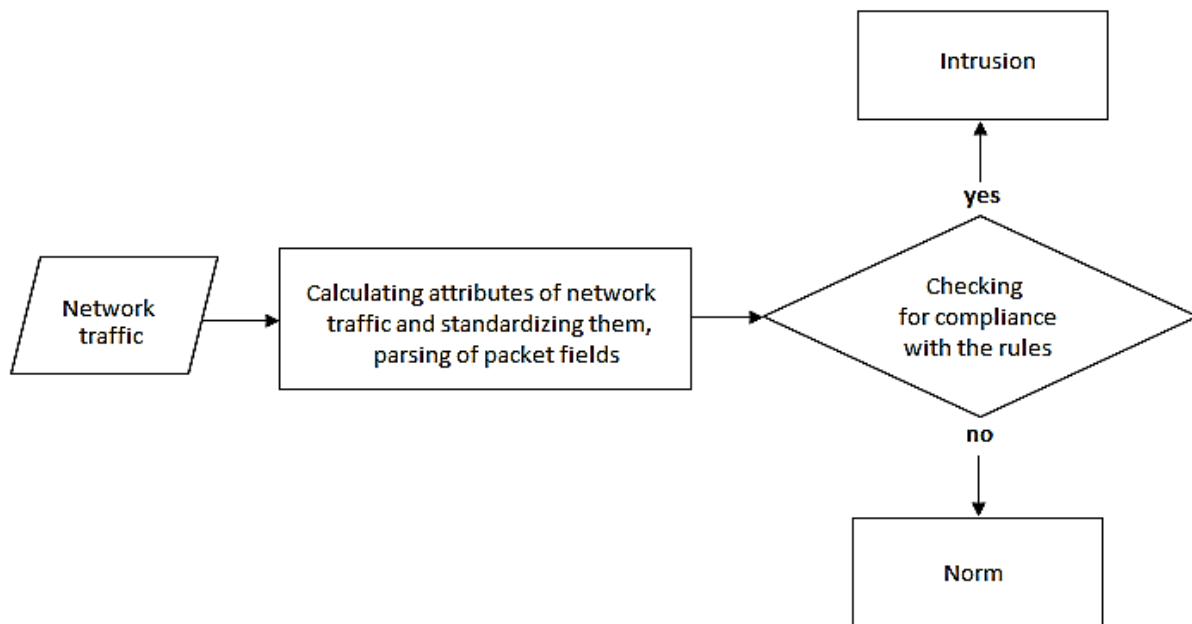 Network
traffic
Calculating attributes of network
traffic and standardizing them,
parsing of packet fields
Intrusion
yes
Checking
for compliance
with the rules
no
Norm